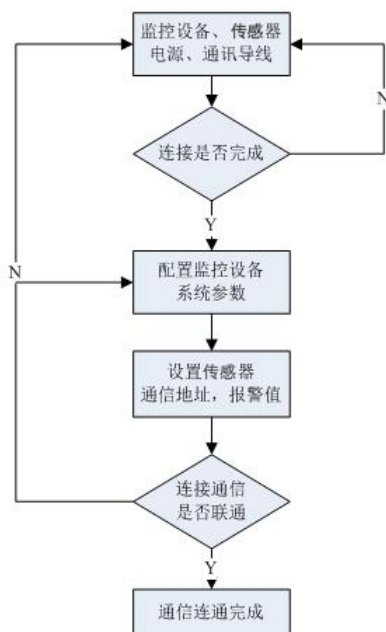 监控设备、传感器
电源、通讯导线
N
连接是否完成
Y
N
配置监控设备
系统参数
设置传感器
通信地址，报警值
连接通信
是否联通
Y
通信连通完成